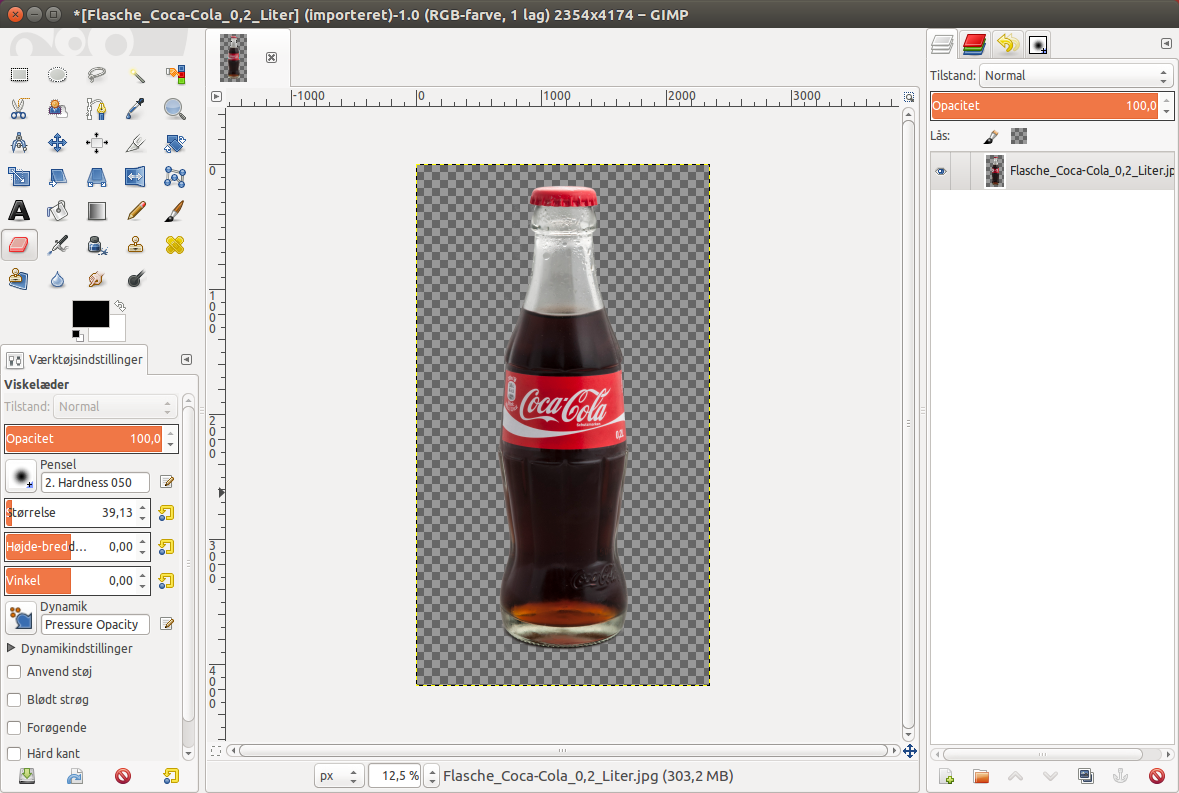 *[Flasche_Coca-Cola_0,2_Liter] (importeret)-1.0 (RGB-farve, 1 lag) 2354x4174 – GIMP
-1000
0
1000
2000
3000
0
1000
2000
3000
4000
Coca-Cola
0,2L
Coca-Cola
Værktøjsindstillinger
Viskelæder
Tilstand: Normal
Opacitet 100,0
Pensel
2. Hardness 050
Størrelse 39,13
Højde-bredd... 0,00
Vinkel 0,00
Dynamik
Pressure Opacity
Dynamikindstillinger
Anvend støj
Blødt strøg
Forøgende
Hård kant
px 12,5 % Flasche_Coca-Cola_0,2_Liter.jpg (303,2 MB)
Tilstand: Normal
Opacitet 100,0
Lås:
Flasche_Coca-Cola_0,2_Liter.jp